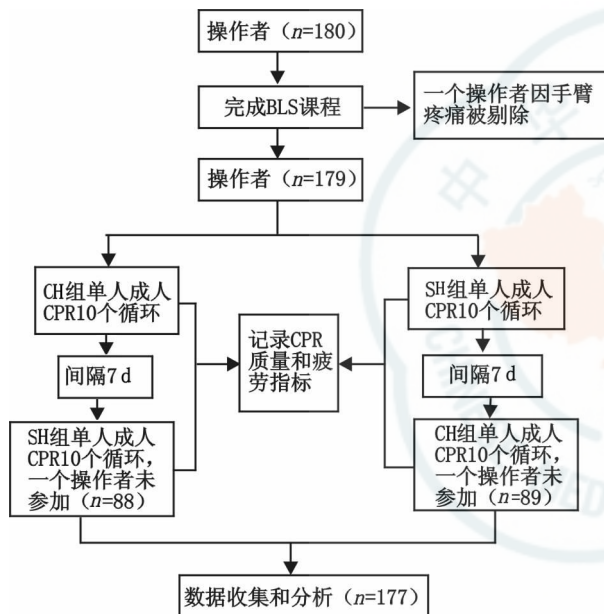 操作者（n=180）
完成BLS课程
一个操作者因手臂
疼痛被剔除
操作者（n=179）
CH组单人成人
CPR10个循环
间隔7 d
SH组单人成人
CPR10个循环，
一个操作者未
参加（n=88）
记录CPR
质量和疲
劳指标
SH组单人成人
CPR10个循环
间隔7 d
CH组单人成人
CPR10个循环，
一个操作者未
参加（n=89）
数据收集和分析（n=177）
中华